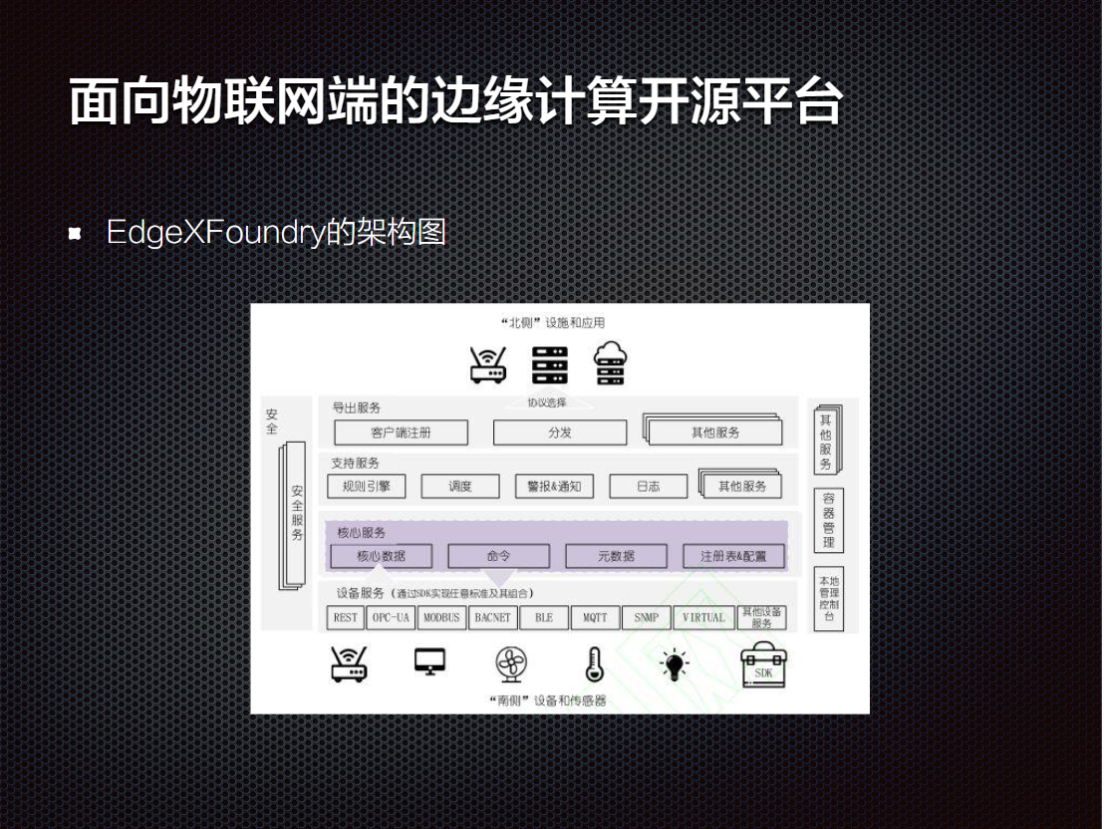 面向物联网端的边缘计算开源平台
EdgeXFoundry的架构图
“北侧”设施和应用
协议选择
安全
安全服务
导出服务
客户端注册
分发
其他服务
支持服务
规则引擎
调度
警报&通知
日志
其他服务
核心服务
核心数据
命令
元数据
注册表&配置
设备服务（通过SDK实现任意标准及其组合）
REST
OPC-UA
MODBUS
BACNET
BLE
MQTT
SNMP
VIRTUAL
其他设备
服务
其他服务
容器管理
本地
管理
控制
台
SDK
“南侧”设备和传感器